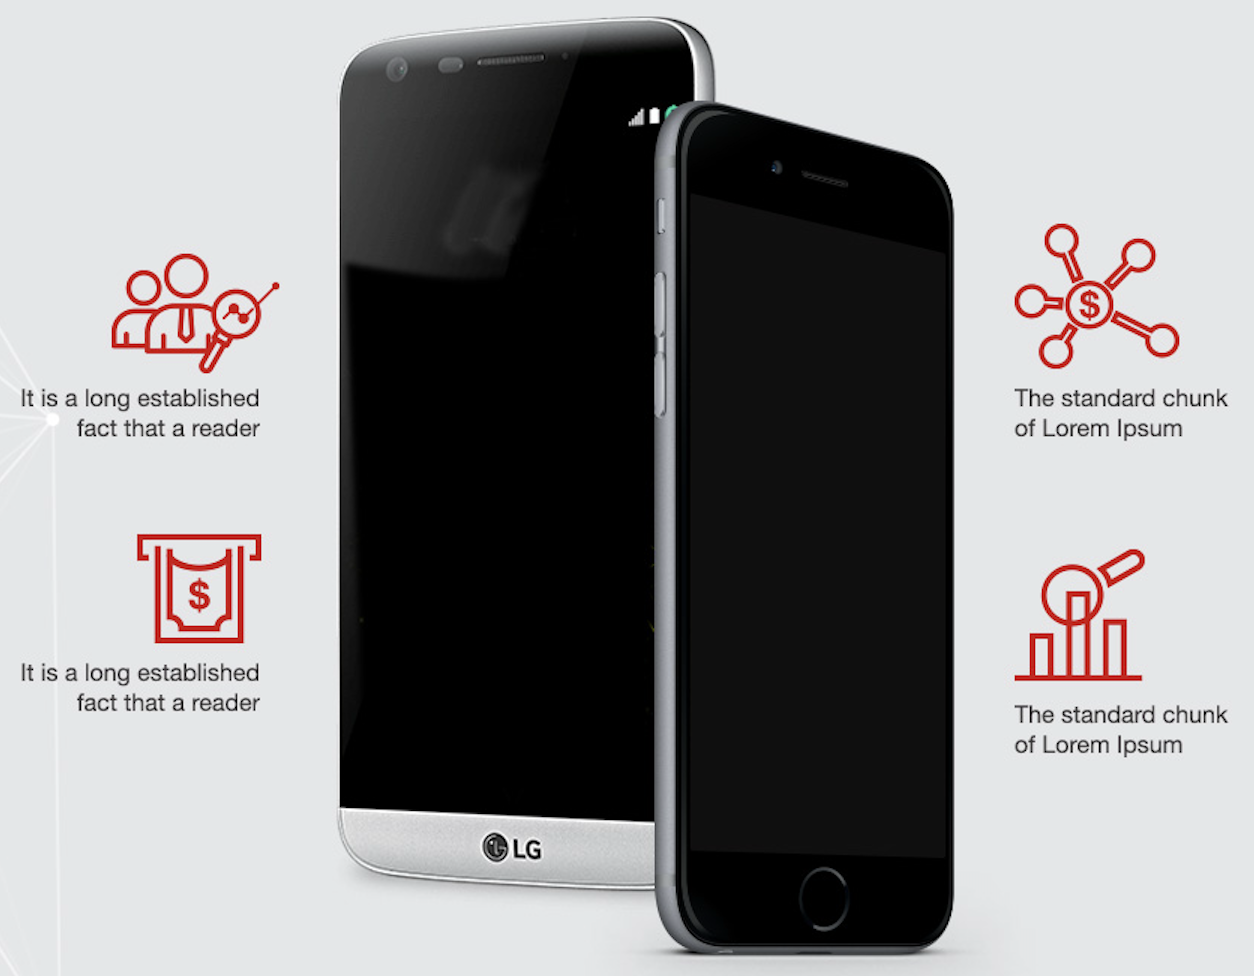 It is a long established
fact that a reader
$
It is a long established
fact that a reader
LG
$
The standard chunk
of Lorem Ipsum
The standard chunk
of Lorem Ipsum